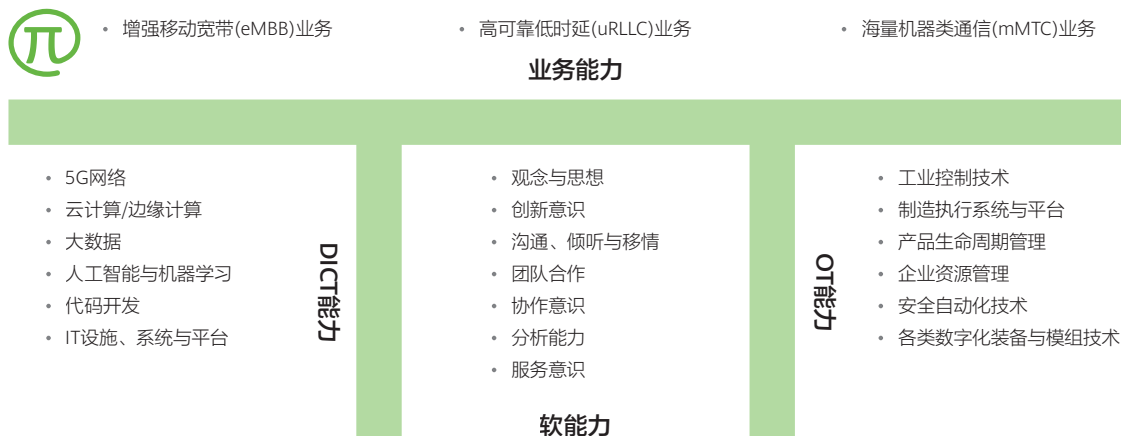 π
• 增强移动宽带(eMBB)业务
• 高可靠低时延(uRLLC)业务
• 海量机器类通信(mMTC)业务
业务能力
• 5G网络
• 云计算/边缘计算
• 大数据
• 人工智能与机器学习
• 代码开发
• IT设施、系统与平台
DICT能力
• 观念与思想
• 创新意识
• 沟通、倾听与移情
• 团队合作
• 协作意识
• 分析能力
• 服务意识
软能力
OT能力
• 工业控制技术
• 制造执行系统与平台
• 产品生命周期管理
• 企业资源管理
• 安全自动化技术
• 各类数字化装备与模组技术